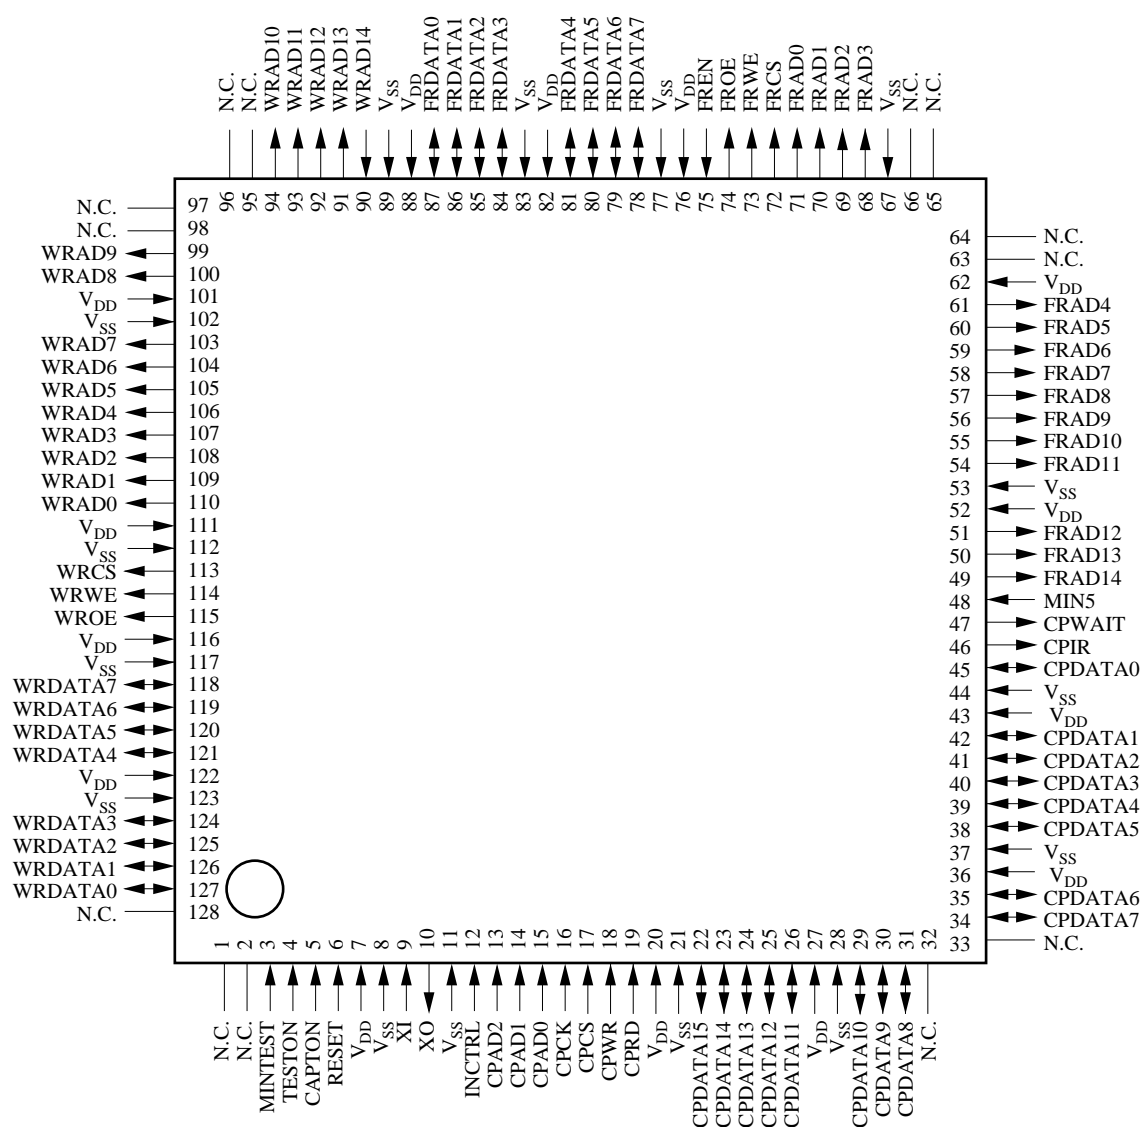 N.C.
N.C.
WRAD10
WRAD11
WRAD12
WRAD13
WRAD14
VSS
VDD
FRDATA0
FRDATA1
FRDATA2
FRDATA3
VSS
VDD
FRDATA4
FRDATA5
FRDATA6
FRDATA7
VSS
VDD
FREN
FROE
FRWE
FRCS
FRAD0
FRAD1
FRAD2
FRAD3
VSS
N.C.
N.C.
96
95
94
93
92
91
90
89
88
87
86
85
84
83
82
81
80
79
78
77
76
75
74
73
72
71
70
69
68
67
66
65
N.C. 97
N.C. 98
WRAD9 99
WRAD8 100
VDD 101
VSS 102
WRAD7 103
WRAD6 104
WRAD5 105
WRAD4 106
WRAD3 107
WRAD2 108
WRAD1 109
WRAD0 110
VDD 111
VSS 112
WRCS 113
WRWE 114
WROE 115
VDD 116
VSS 117
WRDATA7 118
WRDATA6 119
WRDATA5 120
WRDATA4 121
VDD 122
VSS 123
WRDATA3 124
WRDATA2 125
WRDATA1 126
WRDATA0 127
N.C. 128
64 N.C.
63 N.C.
62 VDD
61 FRAD4
60 FRAD5
59 FRAD6
58 FRAD7
57 FRAD8
56 FRAD9
55 FRAD10
54 FRAD11
53 VSS
52 VDD
51 FRAD12
50 FRAD13
49 FRAD14
48 MIN5
47 CPWAIT
46 CPIR
45 CPDATA0
44 VSS
43 VDD
42 CPDATA1
41 CPDATA2
40 CPDATA3
39 CPDATA4
38 CPDATA5
37 VSS
36 VDD
35 CPDATA6
34 CPDATA7
33 N.C.
1
2
3
4
5
6
7
8
9
10
11
12
13
14
15
16
17
18
19
20
21
22
23
24
25
26
27
28
29
30
31
32
N.C.
N.C.
MINTEST
TESTON
CAPTON
RESET
VDD
VSS
XI
XO
VSS
INCTRL
CPAD2
CPAD1
CPAD0
CPCK
CPCS
CPWR
CPRD
VDD
VSS
CPDATA15
CPDATA14
CPDATA13
CPDATA12
CPDATA11
VDD
VSS
CPDATA10
CPDATA9
CPDATA8
N.C.